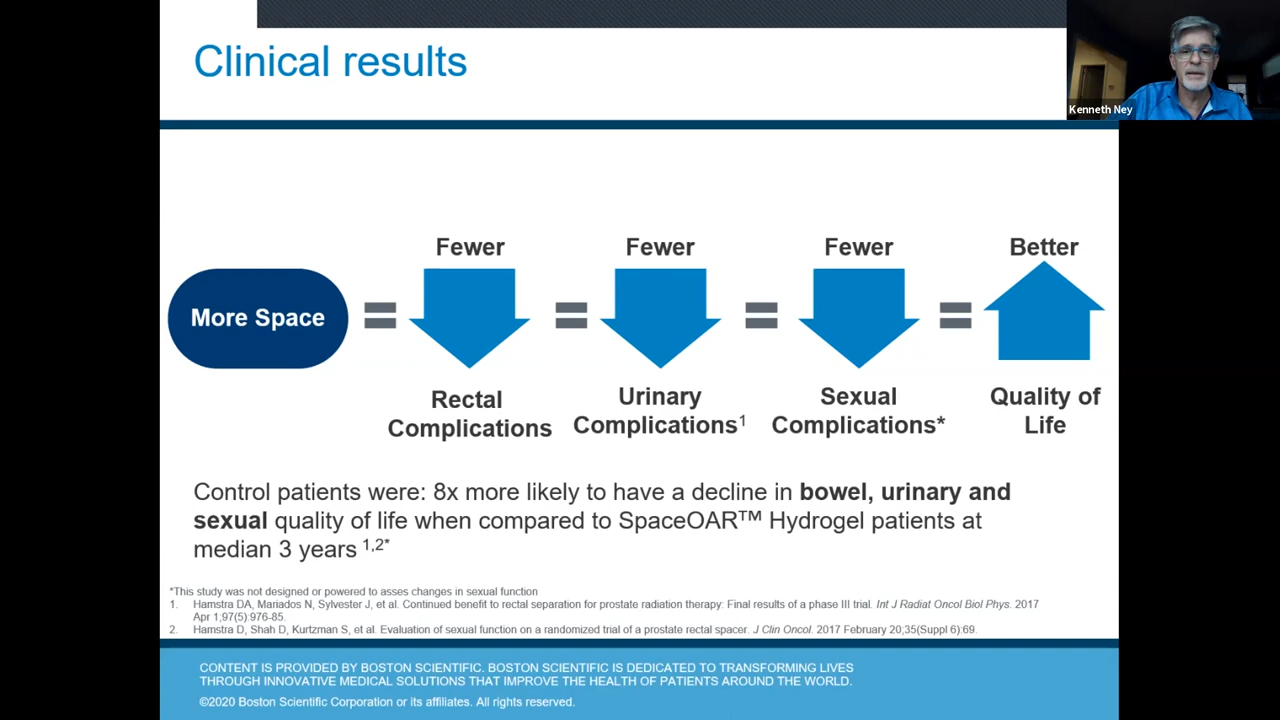 Clinical results
Kenneth Ney
Fewer
Fewer
Fewer
Better
More Space
=
=
=
=
Rectal
Complications
Urinary
Complications¹
Sexual
Complications*
Quality of
Life
Control patients were: 8x more likely to have a decline in bowel, urinary and
sexual quality of life when compared to SpaceOAR™ Hydrogel patients at
median 3 years ¹,²*
*This study was not designed or powered to asses changes in sexual function
1. Hamstra DA, Mariados N, Sylvester J, et al. Continued benefit to rectal separation for prostate radiation therapy: Final results of a phase III trial. Int J Radiat Oncol Biol Phys. 2017
Apr 1;97(5):976-85.
2. Hamstra D, Shah D, Kurtzman S, et al. Evaluation of sexual function on a randomized trial of a prostate rectal spacer. J Clin Oncol. 2017 February 20;35(Suppl 6):69.
CONTENT IS PROVIDED BY BOSTON SCIENTIFIC. BOSTON SCIENTIFIC IS DEDICATED TO TRANSFORMING LIVES
THROUGH INNOVATIVE MEDICAL SOLUTIONS THAT IMPROVE THE HEALTH OF PATIENTS AROUND THE WORLD.
©2020 Boston Scientific Corporation or its affiliates. All rights reserved.